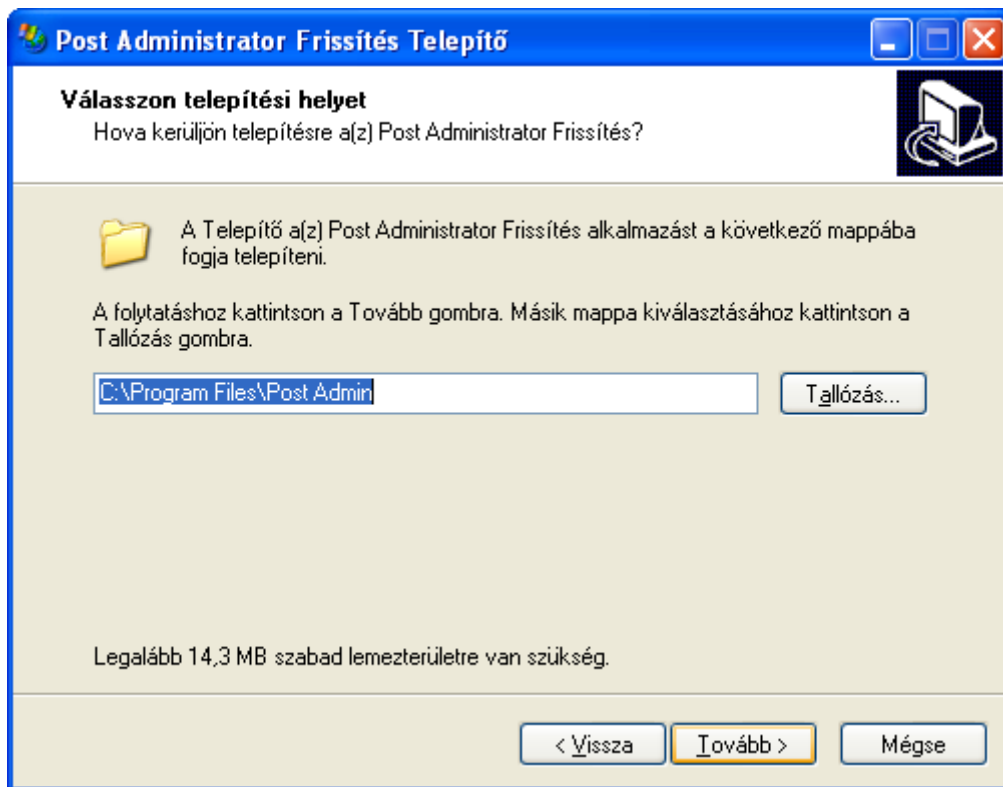 Post Administrator Frissítés Telepítő
Válasszon telepítési helyet
Hova kerüljön telepítésre a(z) Post Administrator Frissítés?
A Telepítő a(z) Post Administrator Frissítés alkalmazást a következő mappába
fogja telepíteni.
A folytatáshoz kattintson a Tovább gombra. Másik mappa kiválasztásához kattintson a
Tallózás gombra.
C:\Program Files\Post Admin
Tallózás...
Legalább 14,3 MB szabad lemezterületre van szükség.
< Vissza
Tovább >
Mégse